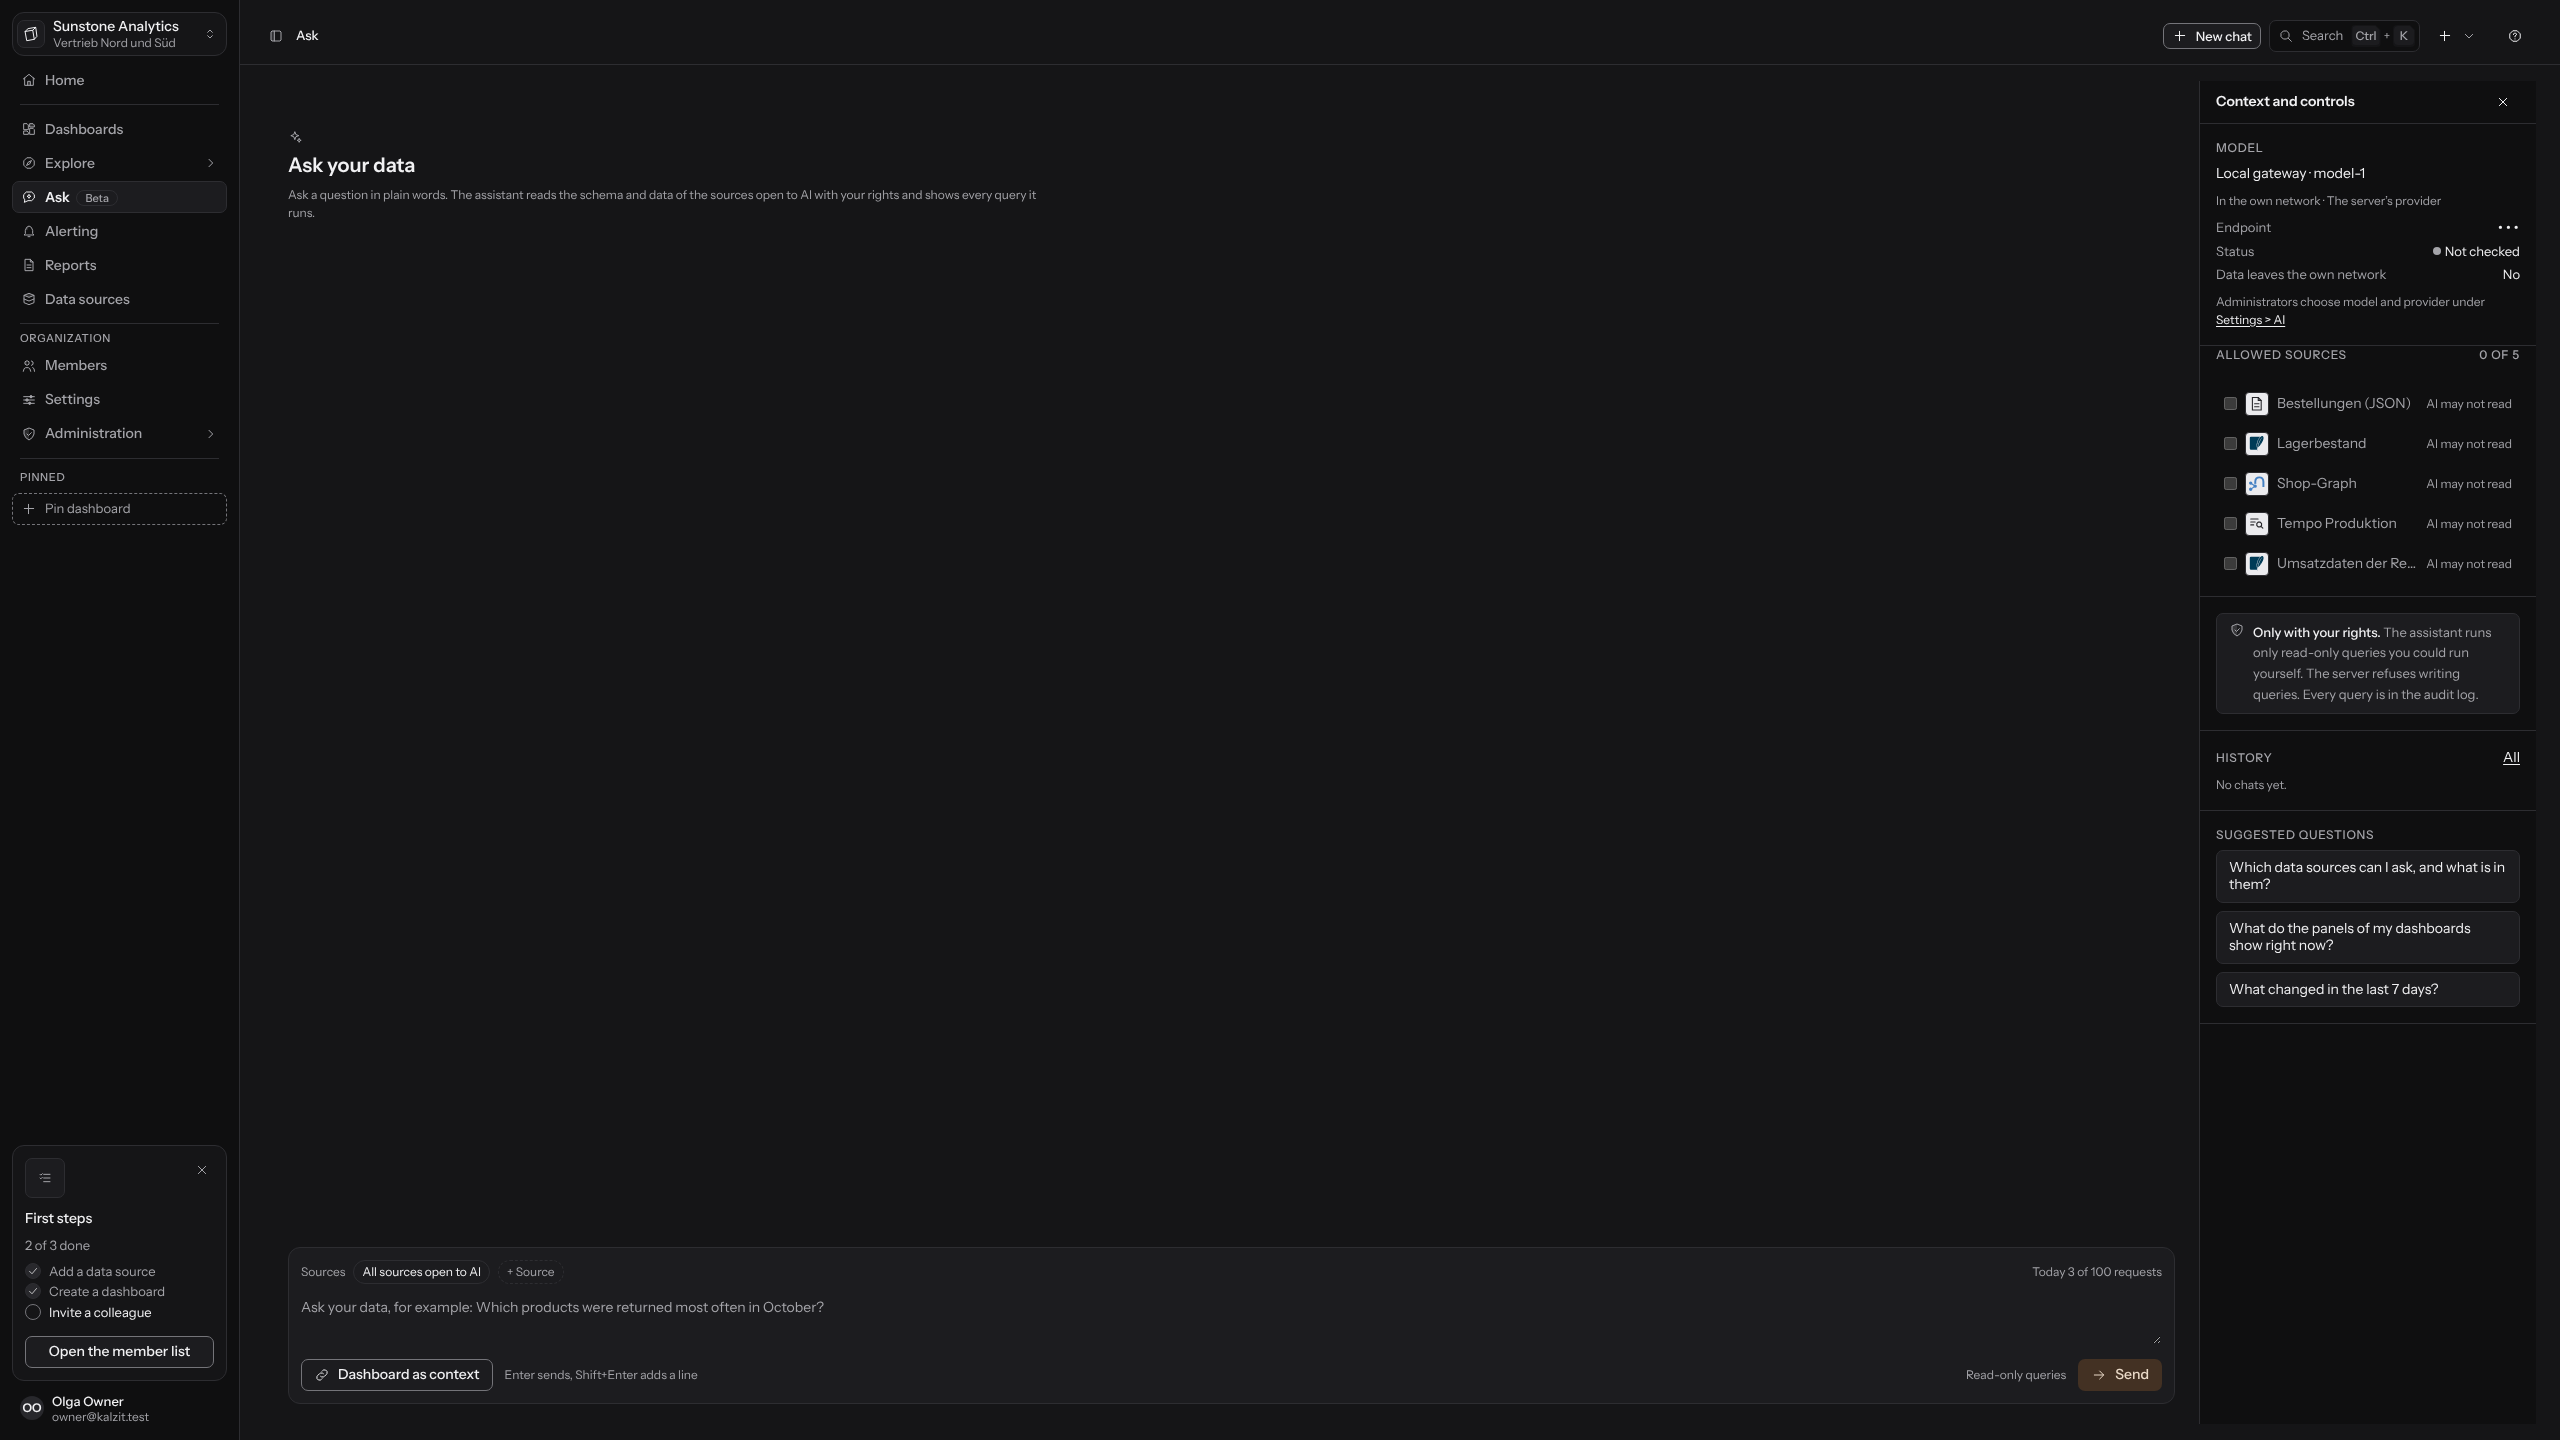 Sunstone Analytics
Vertrieb Nord und Süd
Home
Dashboards
Explore
Ask Beta
Alerting
Reports
Data sources
ORGANIZATION
Members
Settings
Administration
PINNED
Pin dashboard
First steps
2 of 3 done
Add a data source
Create a dashboard
Invite a colleague
Open the member list
OO
Olga Owner
owner@kalzit.test
Ask
New chat
Search Ctrl + K
Ask your data
Ask a question in plain words. The assistant reads the schema and data of the sources open to AI with your rights and shows every query it
runs.
Sources All sources open to AI + Source
Today 3 of 100 requests
Ask your data, for example: Which products were returned most often in October?
Dashboard as context
Enter sends, Shift+Enter adds a line
Read-only queries
Send
Context and controls
MODEL
Local gateway · model-1
In the own network · The server's provider
Endpoint
Status Not checked
Data leaves the own network No
Administrators choose model and provider under
Settings > AI
ALLOWED SOURCES 0 OF 5
Bestellungen (JSON) AI may not read
Lagerbestand AI may not read
Shop-Graph AI may not read
Tempo Produktion AI may not read
Umsatzdaten der Re... AI may not read
Only with your rights. The assistant runs
only read-only queries you could run
yourself. The server refuses writing
queries. Every query is in the audit log.
HISTORY All
No chats yet.
SUGGESTED QUESTIONS
Which data sources can I ask, and what is in
them?
What do the panels of my dashboards
show right now?
What changed in the last 7 days?